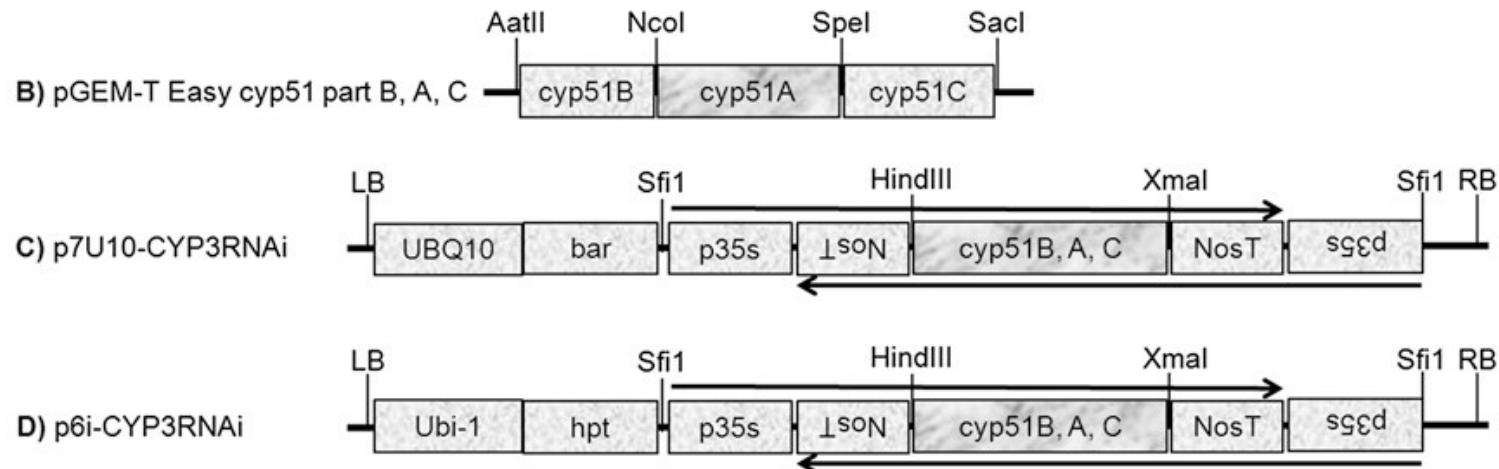 AatII NcoI SpeI SacI
B) pGEM-T Easy cyp51 part B, A, C cyp51B cyp51A cyp51C
LB Sfi1 HindIII XmaI Sfi1 RB
C) p7U10-CYP3RNAi UBQ10 bar p35s NosT cyp51B, A, C NosT p35s
LB Sfi1 HindIII XmaI Sfi1 RB
D) p6i-CYP3RNAi Ubi-1 hpt p35s NosT cyp51B, A, C NosT p35s